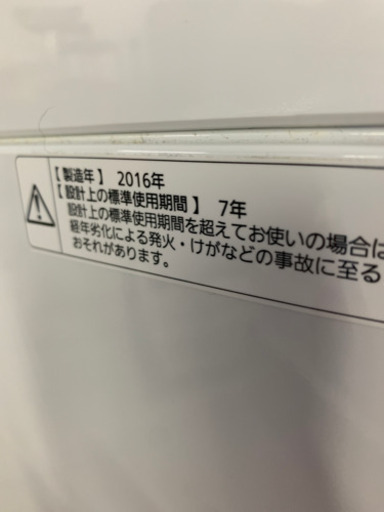 【製造年】 2016年
【設計上の標準使用期間】 7年
設計上の標準使用期間を超えてお使いの場合は
経年劣化による発火・けがなどの事故に至る
おそれがあります。